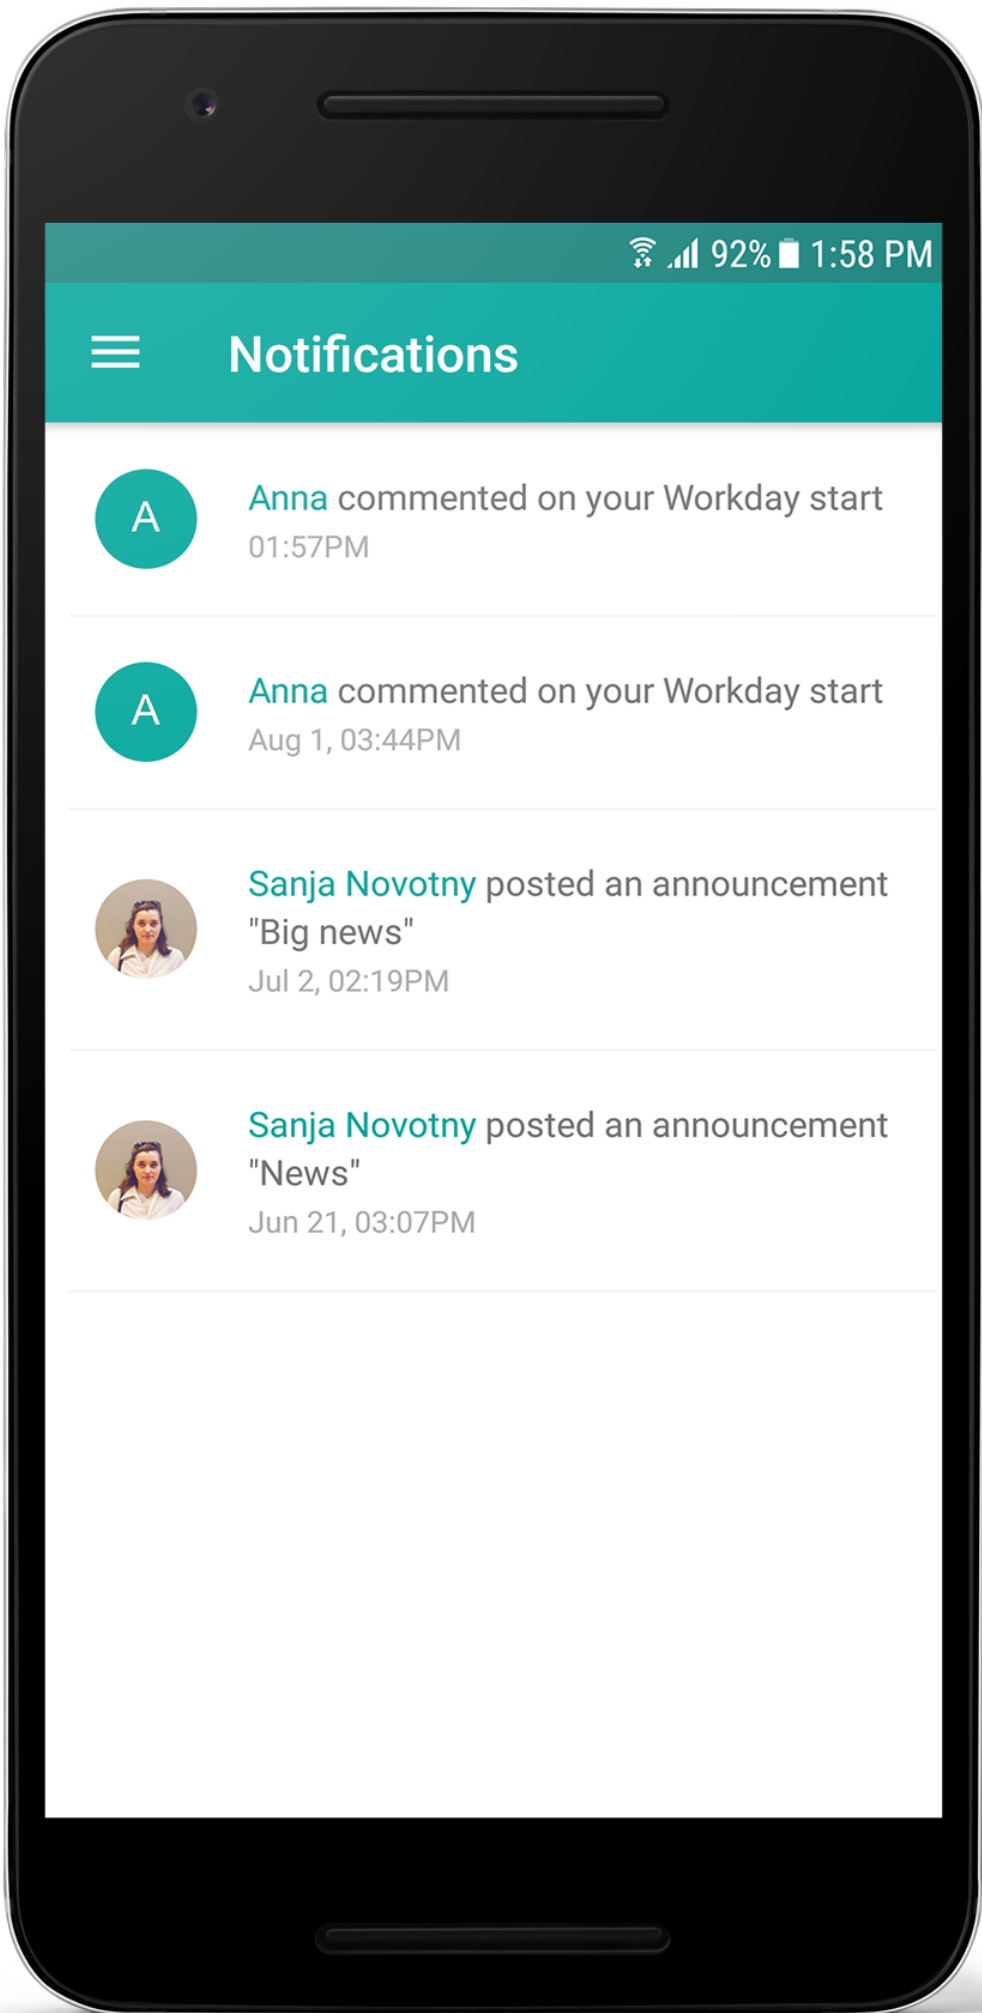 92% 1:58 PM
Notifications
A
Anna commented on your Workday start
01:57PM
A
Anna commented on your Workday start
Aug 1, 03:44PM
Sanja Novotny posted an announcement
"Big news"
Jul 2, 02:19PM
Sanja Novotny posted an announcement
"News"
Jun 21, 03:07PM